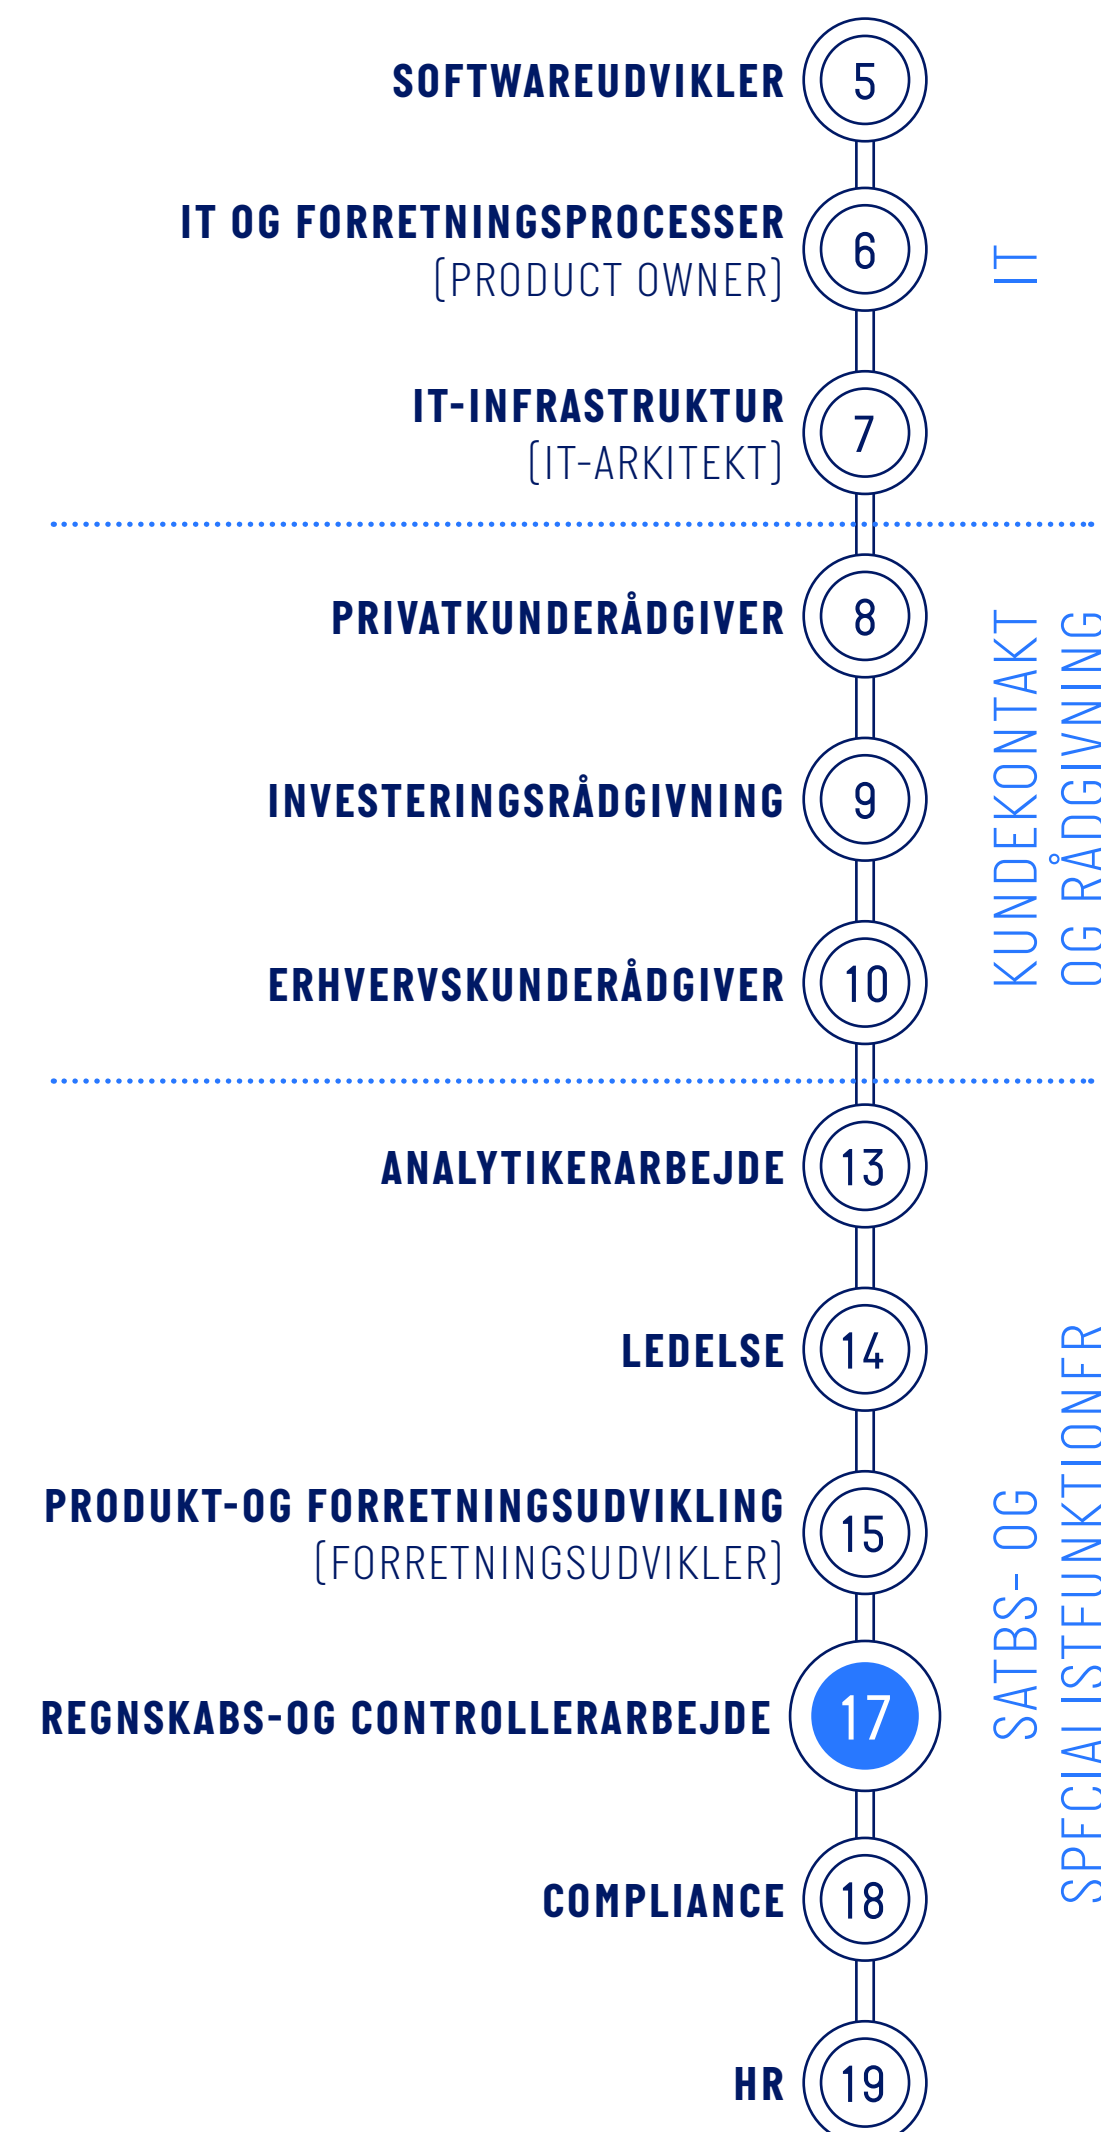 SOFTWAREUDVIKLER 5
IT OG FORRETNINGSPROCESSER
(PRODUCT OWNER) 6
IT-INFRASTRUKTUR
(IT-ARKITEKT) 7
IT
PRIVATKUNDERÅDGIVER 8
INVESTERINGSRÅDGIVNING 9
ERHVERVSKUNDERÅDGIVER 10
KUNDEKONTAKT
OG RÅDGIVNING
ANALYTIKERARBEJDE 13
LEDELSE 14
PRODUKT-OG FORRETNINGSUDVIKLING
(FORRETNINGSUDVIKLER) 15
REGNSKABS-OG CONTROLLERARBEJDE 17
COMPLIANCE 18
HR 19
SATBS- OG
SPECIALISTFUNKTIONER